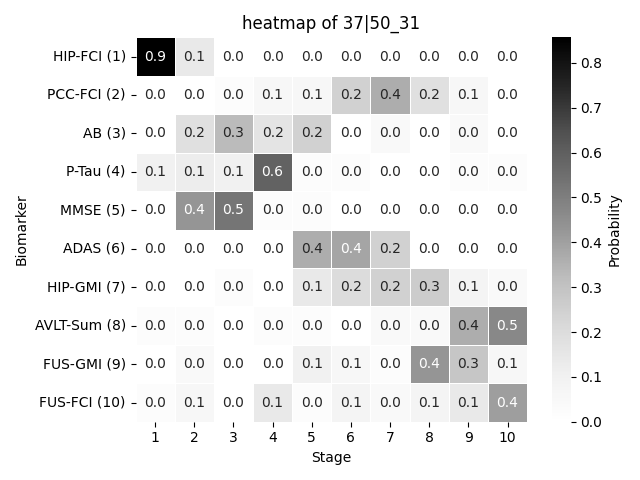 heatmap of 37|50_31
HIP-FCI (1) 0.9 0.1 0.0 0.0 0.0 0.0 0.0 0.0 0.0 0.0
PCC-FCI (2) 0.0 0.0 0.0 0.1 0.1 0.2 0.4 0.2 0.1 0.0
AB (3) 0.0 0.2 0.3 0.2 0.2 0.0 0.0 0.0 0.0 0.0
P-Tau (4) 0.1 0.1 0.1 0.6 0.0 0.0 0.0 0.0 0.0 0.0
MMSE (5) 0.0 0.4 0.5 0.0 0.0 0.0 0.0 0.0 0.0 0.0
ADAS (6) 0.0 0.0 0.0 0.0 0.4 0.4 0.2 0.0 0.0 0.0
HIP-GMI (7) 0.0 0.0 0.0 0.0 0.1 0.2 0.2 0.3 0.1 0.0
AVLT-Sum (8) 0.0 0.0 0.0 0.0 0.0 0.0 0.0 0.0 0.4 0.5
FUS-GMI (9) 0.0 0.0 0.0 0.0 0.1 0.1 0.0 0.4 0.3 0.1
FUS-FCI (10) 0.0 0.1 0.0 0.1 0.0 0.1 0.0 0.1 0.1 0.4
1 2 3 4 5 6 7 8 9 10
Stage
Biomarker
0.8
0.7
0.6
0.5
0.4
0.3
0.2
0.1
0.0
Probability